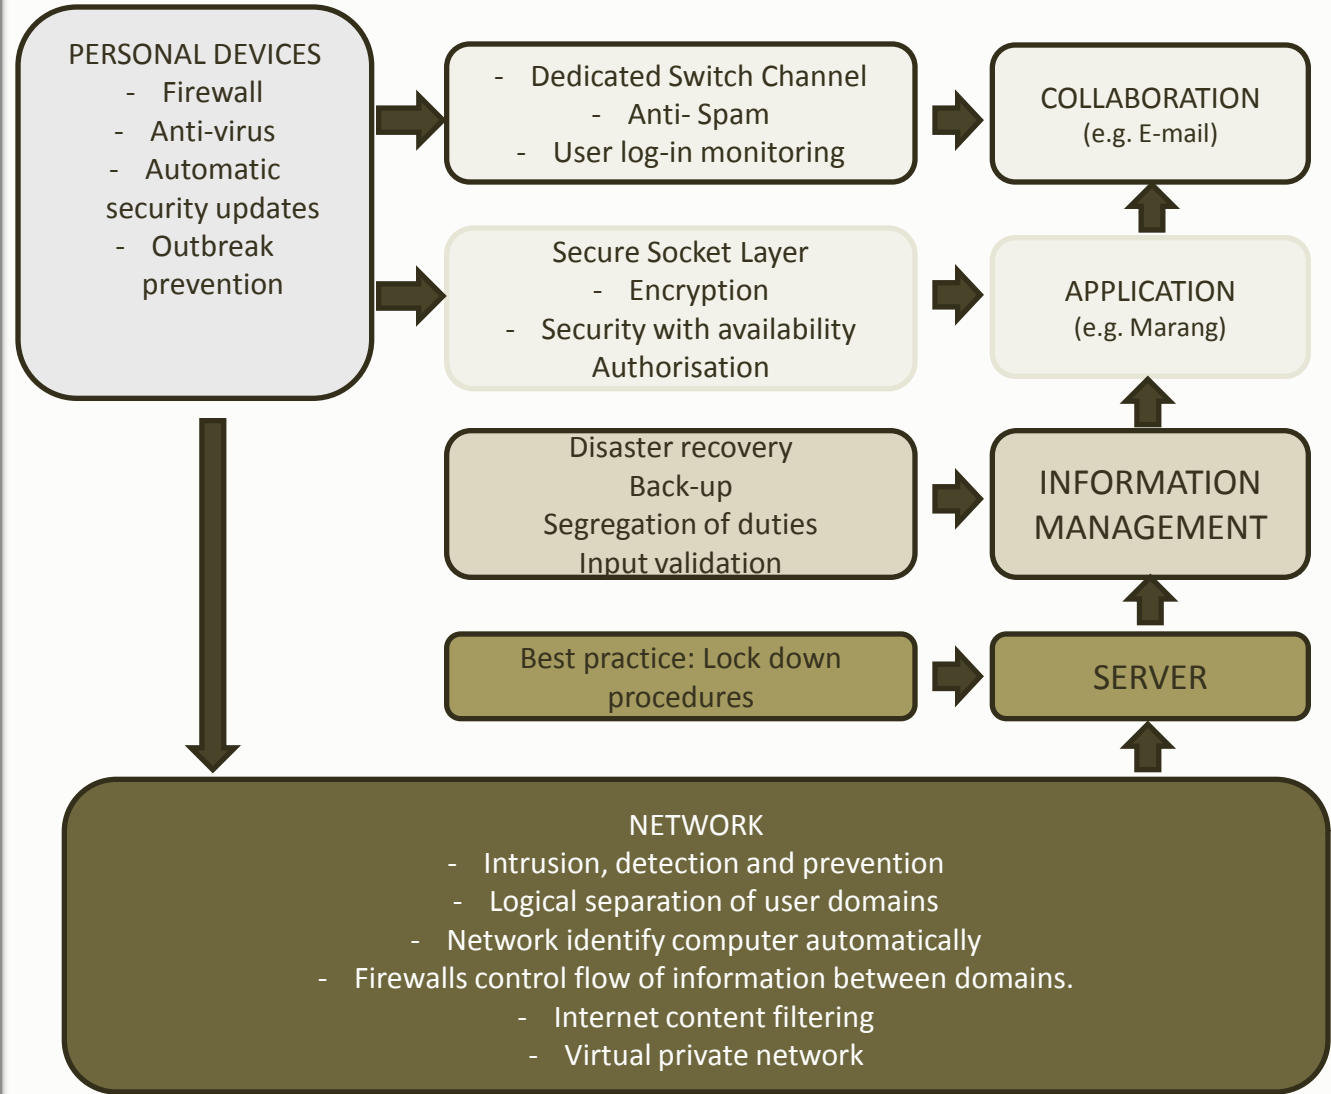 PERSONAL DEVICES
- Firewall
- Anti-virus
- Automatic
security updates
- Outbreak
prevention
- Dedicated Switch Channel
- Anti- Spam
- User log-in monitoring
COLLABORATION
(e.g. E-mail)
Secure Socket Layer
- Encryption
- Security with availability
Authorisation
APPLICATION
(e.g. Marang)
Disaster recovery
Back-up
Segregation of duties
Input validation
INFORMATION
MANAGEMENT
Best practice: Lock down
procedures
SERVER
NETWORK
- Intrusion, detection and prevention
- Logical separation of user domains
- Network identify computer automatically
- Firewalls control flow of information between domains.
- Internet content filtering
- Virtual private network